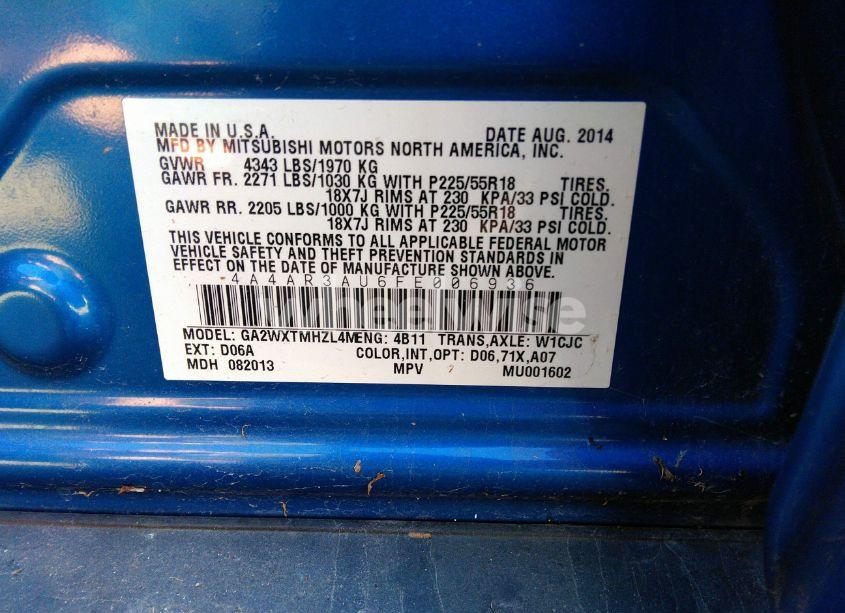 MADE IN U.S.A. DATE AUG. 2014
MFD BY MITSUBISHI MOTORS NORTH AMERICA, INC.
GVWR 4343 LBS/1970 KG
GAWR FR. 2271 LBS/1030 KG WITH P225/55R18 TIRES.
18X7J RIMS AT 230 KPA/33 PSI COLD.
GAWR RR. 2205 LBS/1000 KG WITH P225/55R18 TIRES.
18X7J RIMS AT 230 KPA/33 PSI COLD.
THIS VEHICLE CONFORMS TO ALL APPLICABLE FEDERAL MOTOR
VEHICLE SAFETY AND THEFT PREVENTION STANDARDS IN
EFFECT ON THE DATE OF MANUFACTURE SHOWN ABOVE.
4A4AR3AU6FE006936
MODEL: GA2WXTMHZL4MENG: 4B11 TRANS,AXLE: W1CJC
EXT: D06A COLOR,INT,OPT: D06,71X,A07
MDH 082013 MPV MU001602